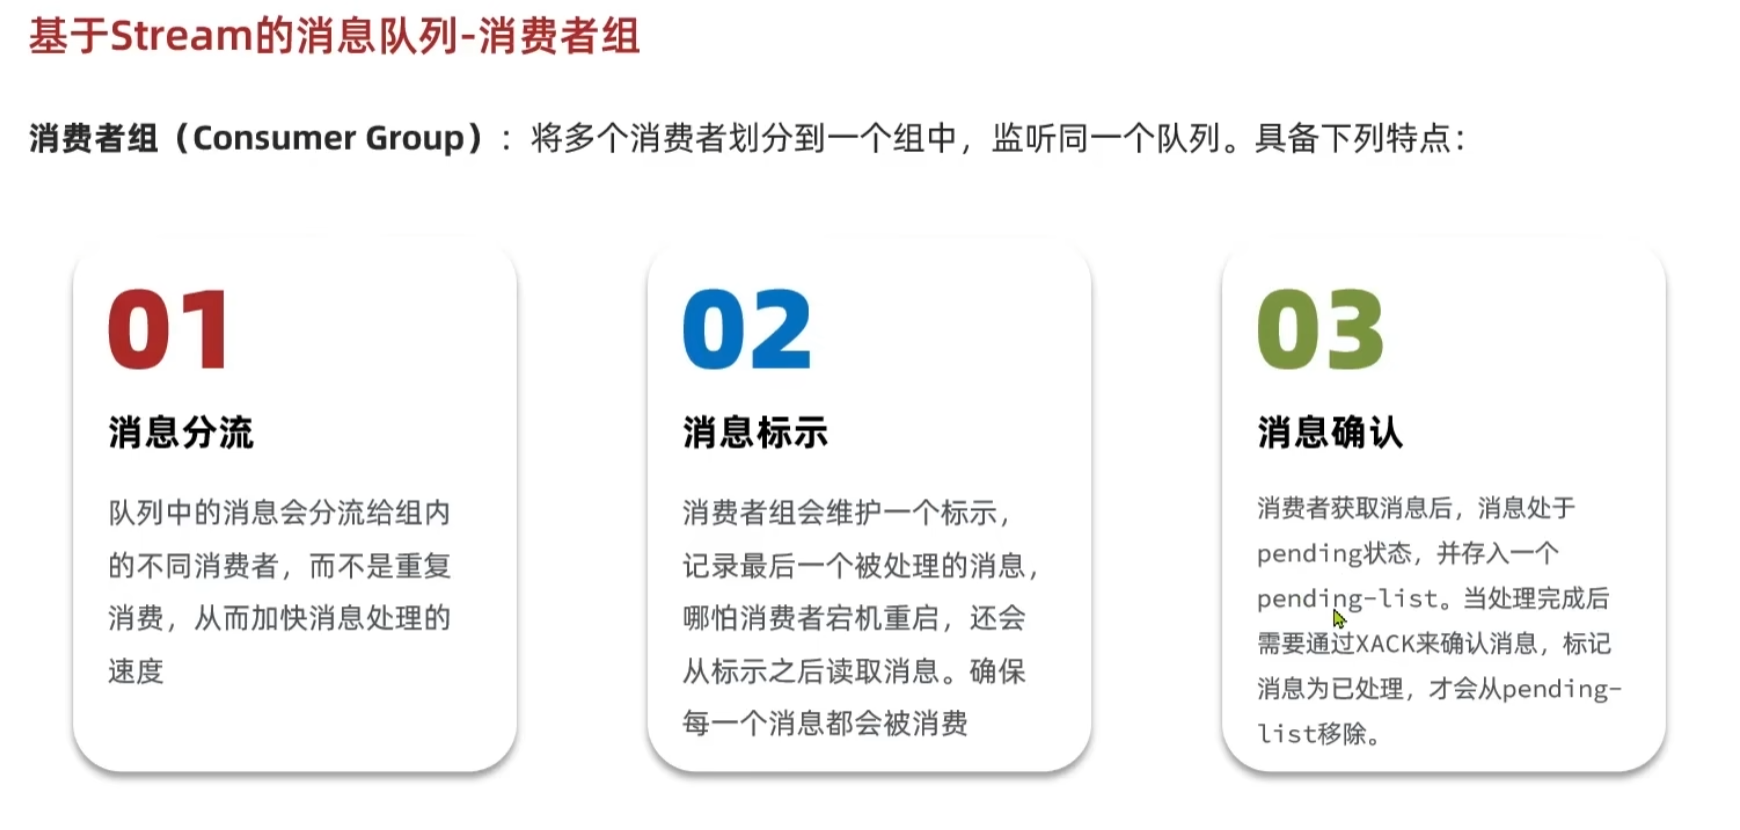 基于Stream的消息队列-消费者组
消费者组（Consumer Group）：将多个消费者划分到一个组中，监听同一个队列。具备下列特点：
01
消息分流
队列中的消息会分流给组内
的不同消费者，而不是重复
消费，从而加快消息处理的
速度
02
消息标示
消费者组会维护一个标示，
记录最后一个被处理的消息，
哪怕消费者宕机重启，还会
从标示之后读取消息。确保
每一个消息都会被消费
03
消息确认
消费者获取消息后，消息处于
pending状态，并存入一个
pending-list。当处理完成后
需要通过XACK来确认消息，标记
消息为已处理，才会从pending-
list移除。